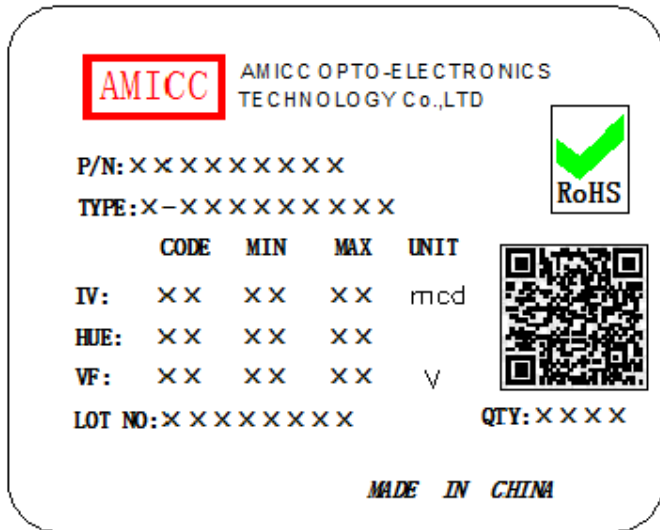 AMICC
AMICC OPTO-ELECTRONICS
TECHNOLOGY Co.,LTD
RoHS
P/N:×××××××××
TYPE:×-×××××××××
CODE MIN MAX UNIT
IV: ×× ×× ×× mcd
HUE: ×× ×× ××
VF: ×× ×× ×× V
LOT NO:×××××××× QTY:××××
MADE IN CHINA